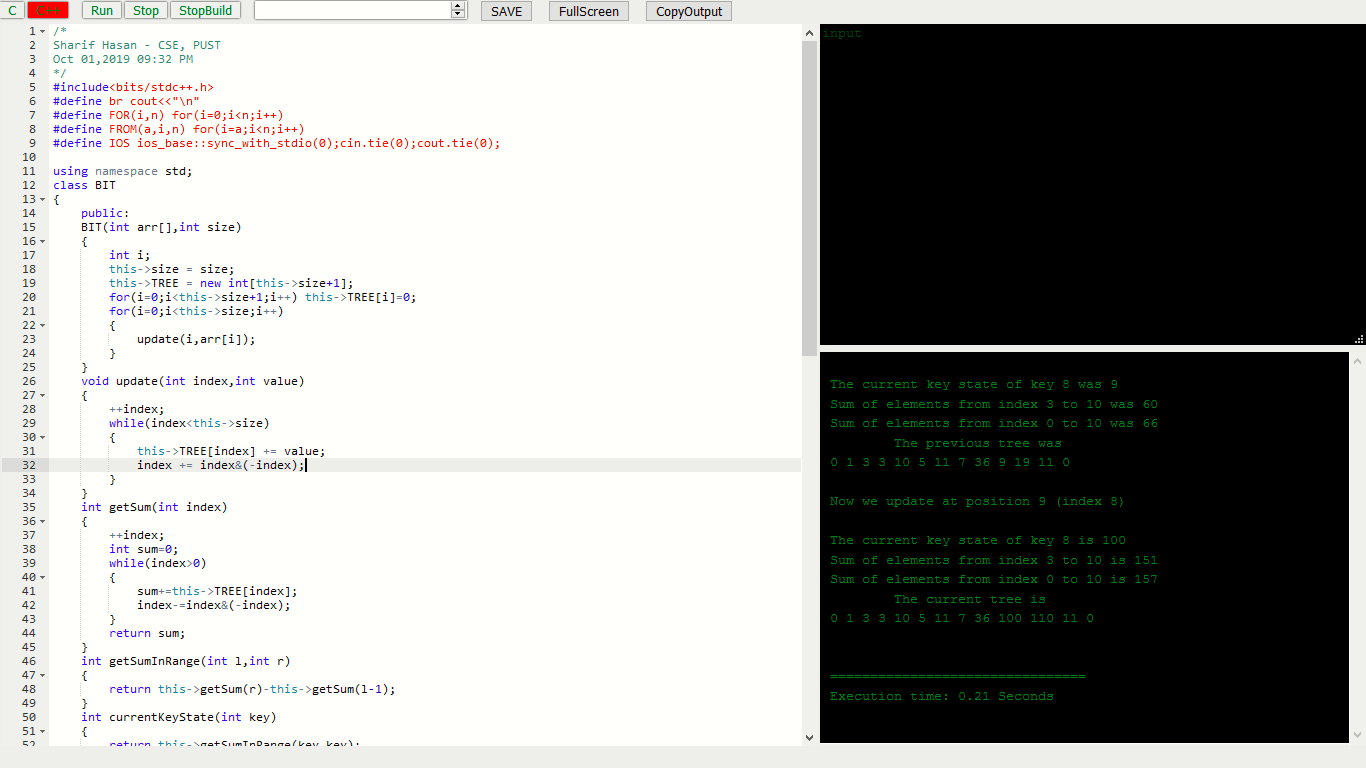 C C++ Run Stop StopBuild SAVE FullScreen CopyOutput
1 /*
2 Sharif Hasan - CSE, PUST
3 Oct 01,2019 09:32 PM
4 */
5 #include<bits/stdc++.h>
6 #define br cout<<"\n"
7 #define FOR(i,n) for(i=0;i<n;i++)
8 #define FROM(a,i,n) for(i=a;i<n;i++)
9 #define IOS ios_base::sync_with_stdio(0);cin.tie(0);cout.tie(0);
10
11 using namespace std;
12 class BIT
13 {
14 public:
15 BIT(int arr[],int size)
16 {
17 int i;
18 this->size = size;
19 this->TREE = new int[this->size+1];
20 for(i=0;i<this->size+1;i++) this->TREE[i]=0;
21 for(i=0;i<this->size;i++)
22 {
23 update(i,arr[i]);
24 }
25 }
26 void update(int index,int value)
27 {
28 ++index;
29 while(index<this->size)
30 {
31 this->TREE[index] += value;
32 index += index&(-index);
33 }
34 }
35 int getSum(int index)
36 {
37 ++index;
38 int sum=0;
39 while(index>0)
40 {
41 sum+=this->TREE[index];
42 index-=index&(-index);
43 }
44 return sum;
45 }
46 int getSumInRange(int l,int r)
47 {
48 return this->getSum(r)-this->getSum(l-1);
49 }
50 int currentKeyState(int key)
51 {
52 return this->getSumInRange(key,key);
input
The current key state of key 8 was 9
Sum of elements from index 3 to 10 was 60
Sum of elements from index 0 to 10 was 66
The previous tree was
0 1 3 3 10 5 11 7 36 9 19 11 0
Now we update at position 9 (index 8)
The current key state of key 8 is 100
Sum of elements from index 3 to 10 is 151
Sum of elements from index 0 to 10 is 157
The current tree is
0 1 3 3 10 5 11 7 36 100 110 11 0
================================
Execution time: 0.21 Seconds